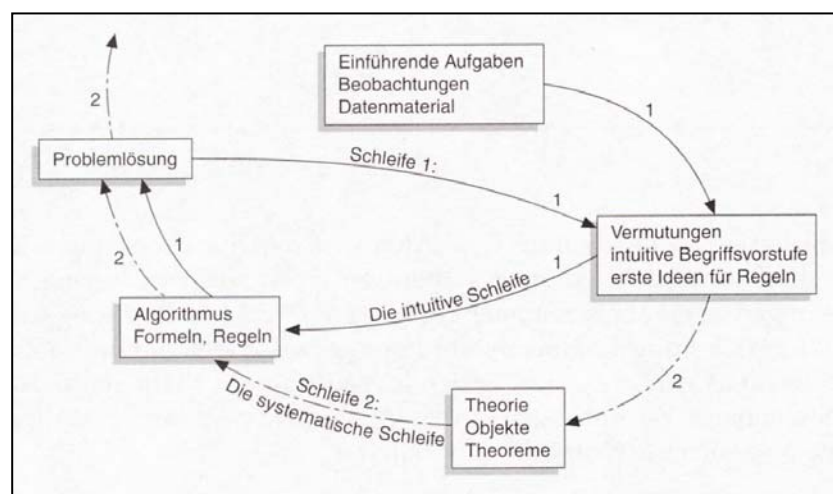 2
Einführende Aufgaben
Beobachtungen
Datenmaterial
1
Problemlösung
Schleife 1:
1
Vermutungen
intuitive Begriffsvorstufe
erste Ideen für Regeln
2
1
1
Die intuitive Schleife
Algorithmus
Formeln, Regeln
2
Schleife 2:
Die systematische Schleife
Theorie
Objekte
Theoreme